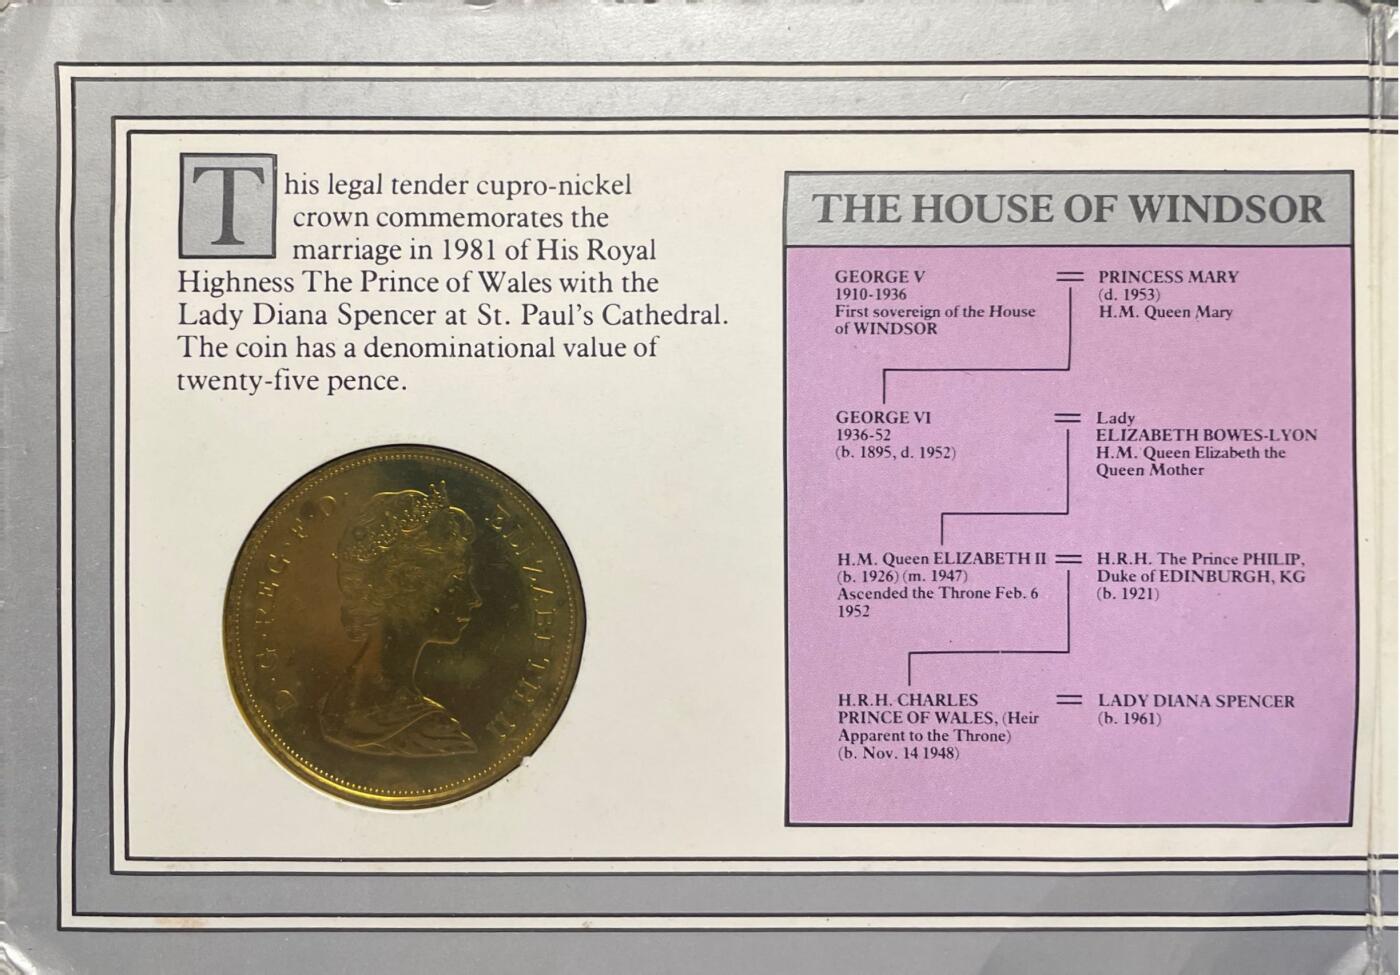 This legal tender cupro-nickel
crown commemorates the
marriage in 1981 of His Royal
Highness The Prince of Wales with the
Lady Diana Spencer at St. Paul's Cathedral.
The coin has a denominational value of
twenty-five pence.
D·G·REG·F·D· ELIZABETH II
THE HOUSE OF WINDSOR
GEORGE V
1910-1936
First sovereign of the House
of WINDSOR
= PRINCESS MARY
(d. 1953)
H.M. Queen Mary
GEORGE VI
1936-52
(b. 1895, d. 1952)
= Lady
ELIZABETH BOWES-LYON
H.M. Queen Elizabeth the
Queen Mother
H.M. Queen ELIZABETH II
(b. 1926) (m. 1947)
Ascended the Throne Feb. 6
1952
= H.R.H. The Prince PHILIP,
Duke of EDINBURGH, KG
(b. 1921)
H.R.H. CHARLES
PRINCE OF WALES, (Heir
Apparent to the Throne)
(b. Nov. 14 1948)
= LADY DIANA SPENCER
(b. 1961)